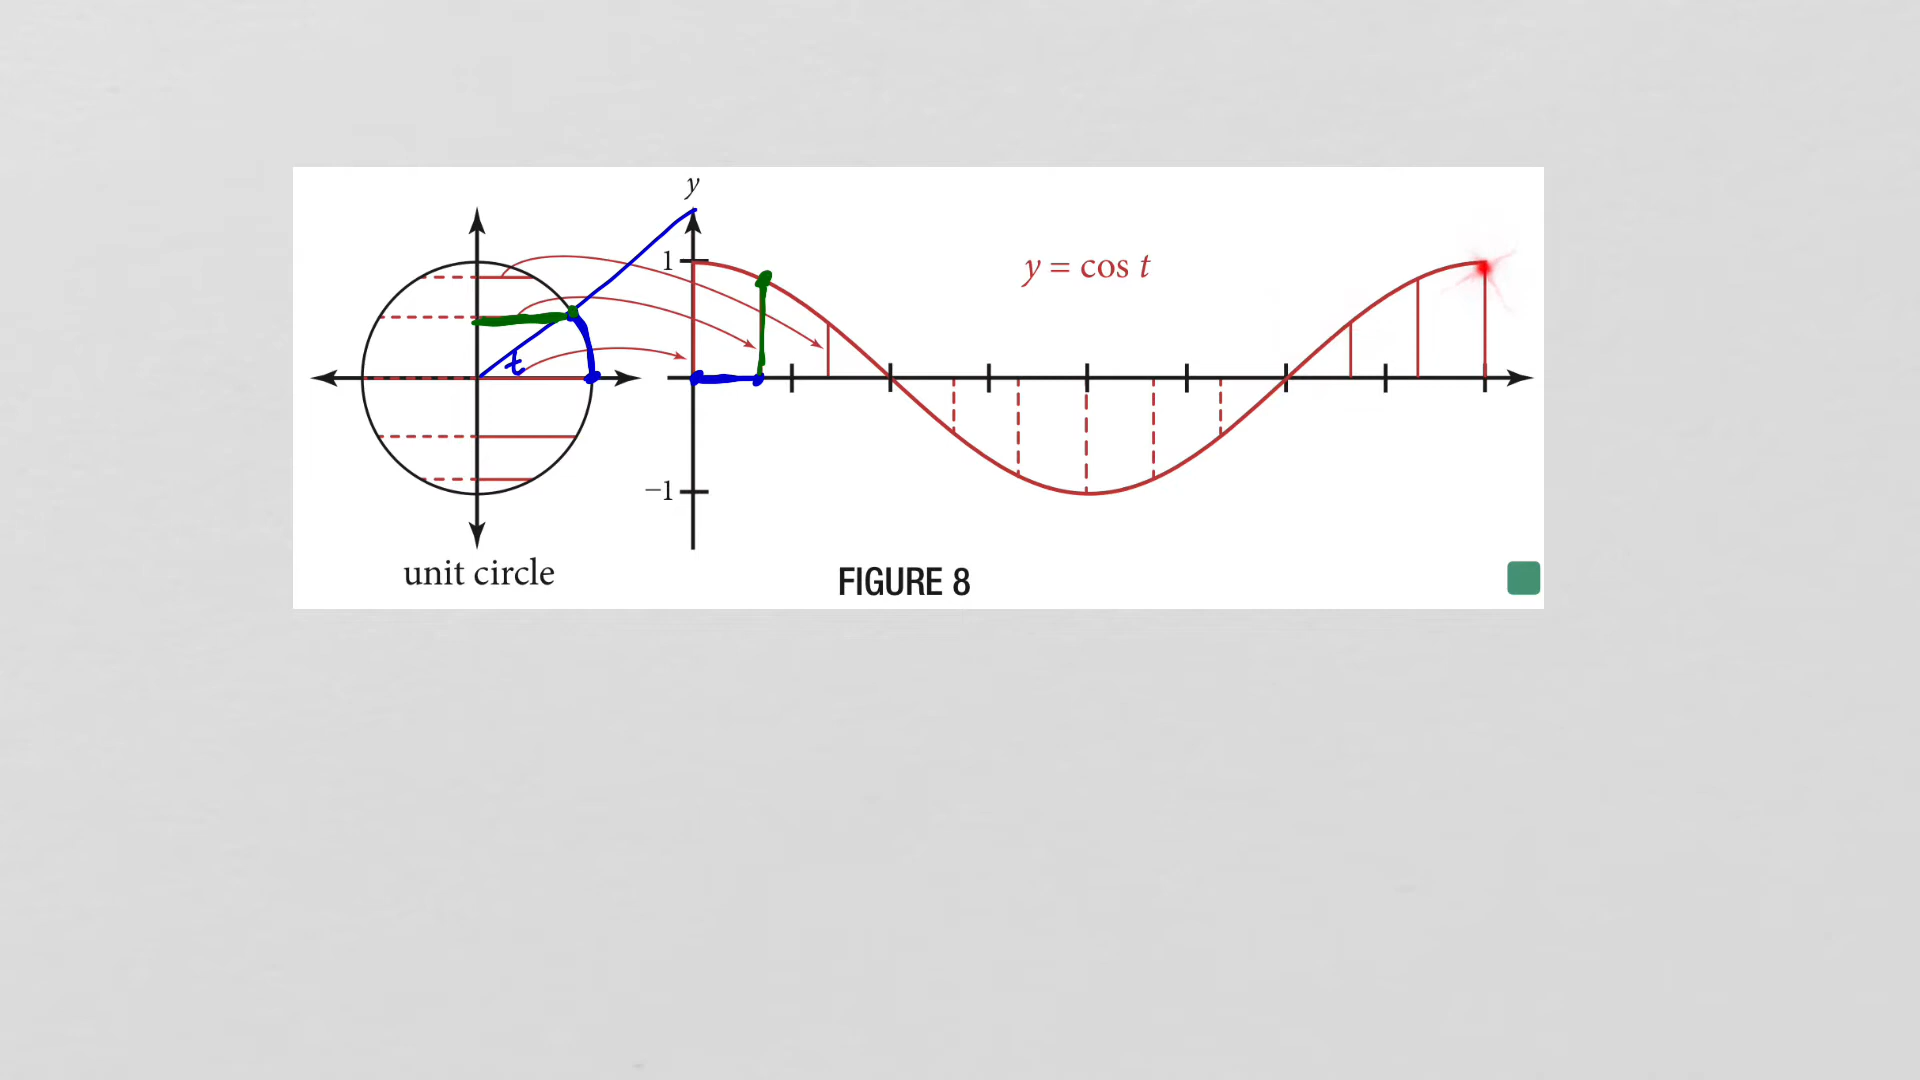 y
1
y = cos t
t
−1
unit circle
FIGURE 8